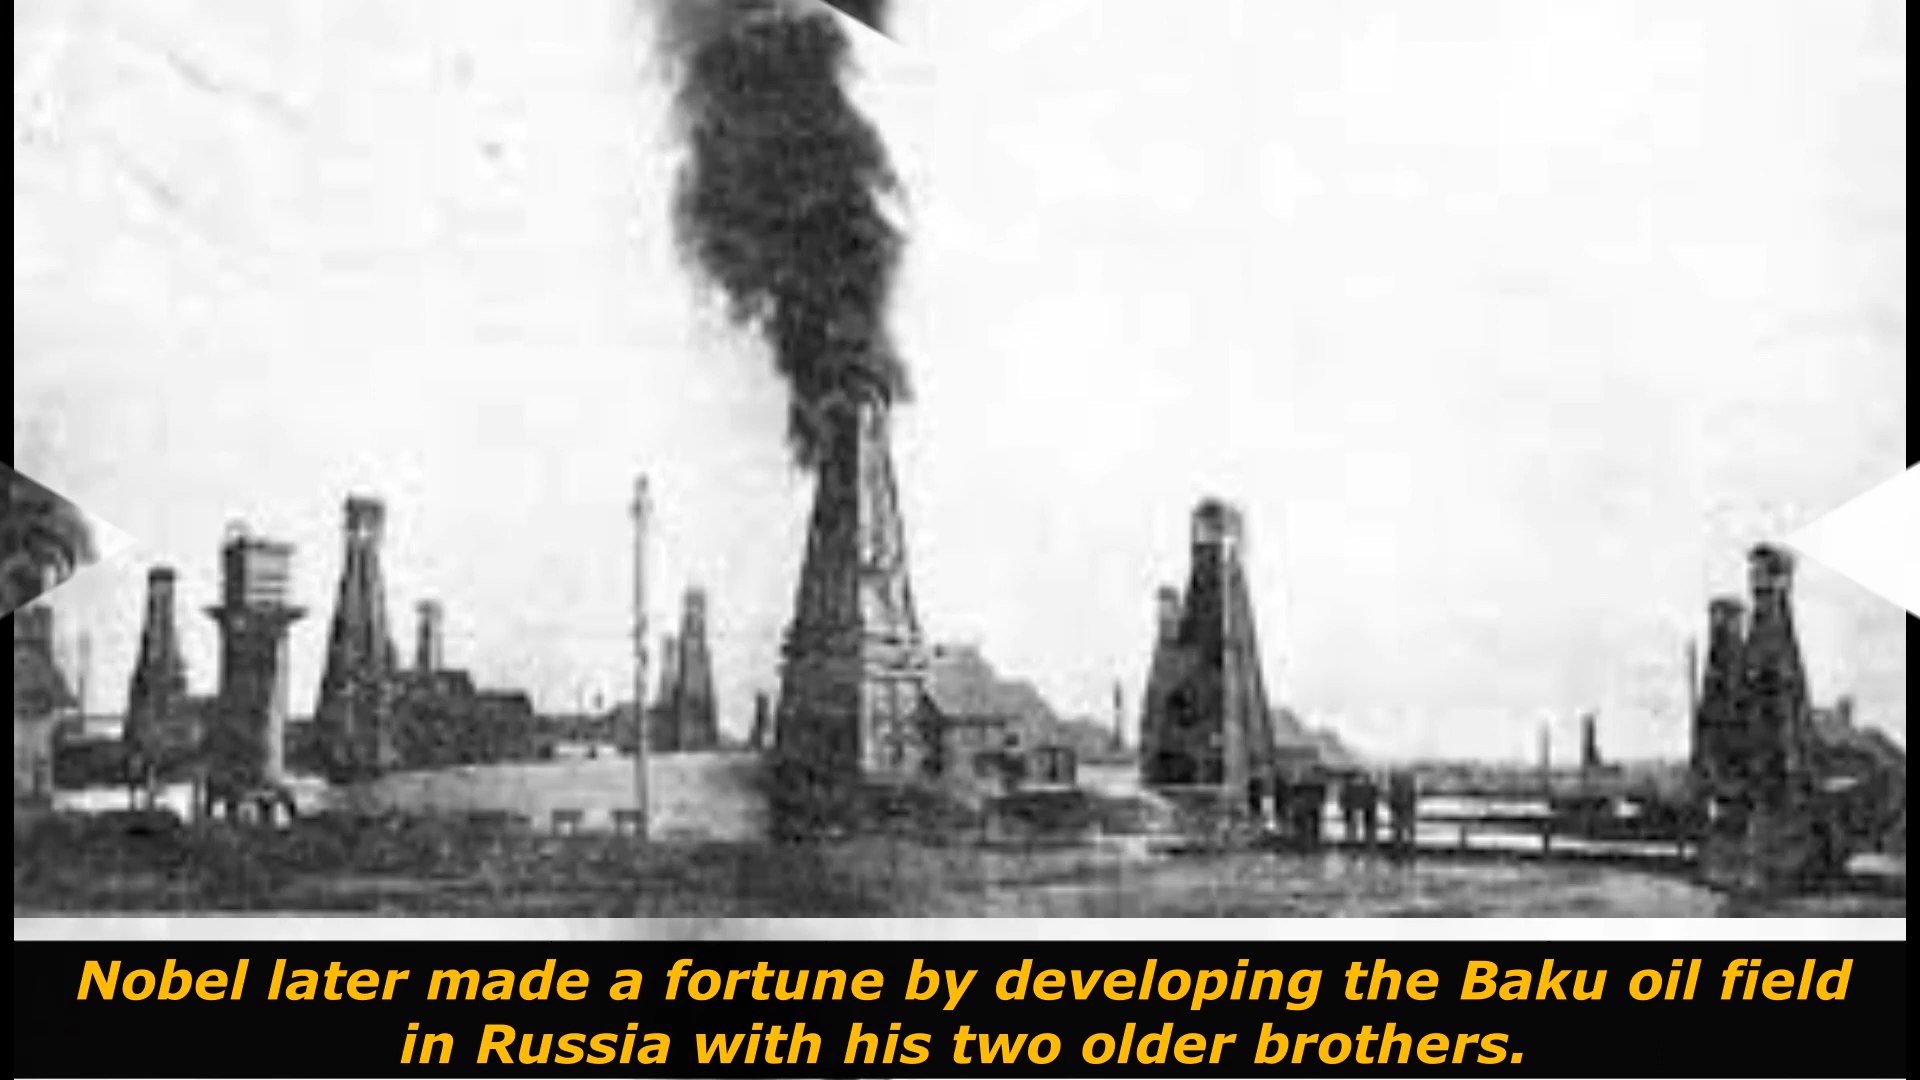 Nobel later made a fortune by developing the Baku oil field
in Russia with his two older brothers.